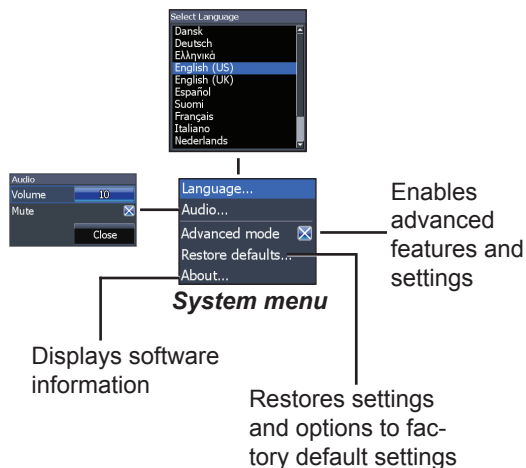 Select Language
Dansk
Deutsch
Ελληνικά
English (US)
English (UK)
Español
Suomi
Français
Italiano
Nederlands
Audio
Volume 10
Mute
Close
Language...
Audio...
Advanced mode
Restore defaults...
About...
System menu
Enables
advanced
features and
settings
Displays software
information
Restores settings
and options to fac-
tory default settings